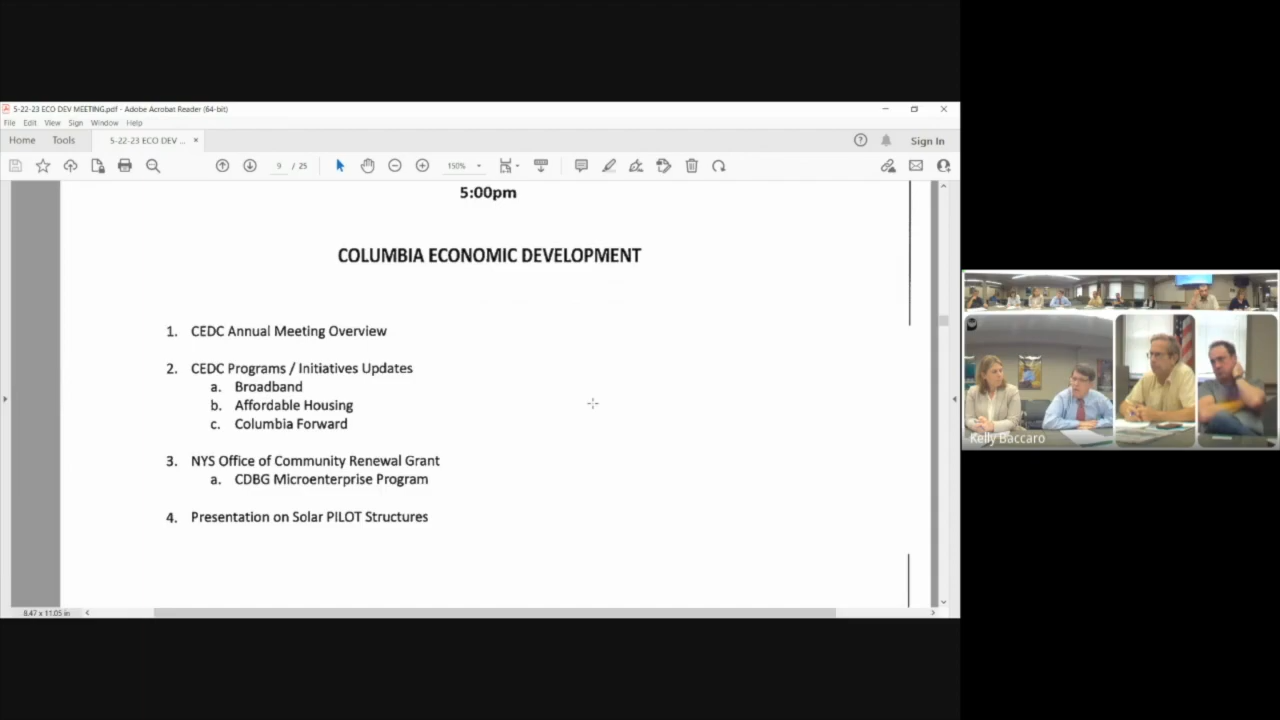 5-22-23 ECO DEV MEETING.pdf - Adobe Acrobat Reader (64-bit)
File Edit View Sign Window Help
Home Tools 5-22-23 ECO DEV ... × Sign In
9 / 25 150%
5:00pm
COLUMBIA ECONOMIC DEVELOPMENT
1. CEDC Annual Meeting Overview
2. CEDC Programs / Initiatives Updates
a. Broadband
b. Affordable Housing
c. Columbia Forward
3. NYS Office of Community Renewal Grant
a. CDBG Microenterprise Program
4. Presentation on Solar PILOT Structures
8.47 x 11.05 in
Kelly Baccaro